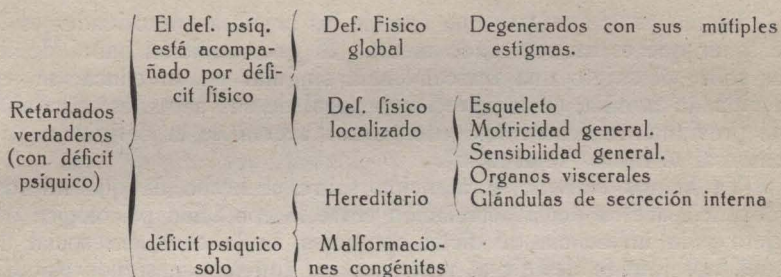 Retardados
verdaderos
(con déficit
psíquico)
El def. psíq.
está acompa-
ñado por défi-
cit físico
Def. Fisico
global
Degenerados con sus mútiples
estigmas.
Def. físico
localizado
Esqueleto
Motricidad general.
Sensibilidad general.
Organos viscerales
Glándulas de secreción interna
déficit psiquico
solo
Hereditario
Malformacio-
nes congénitas